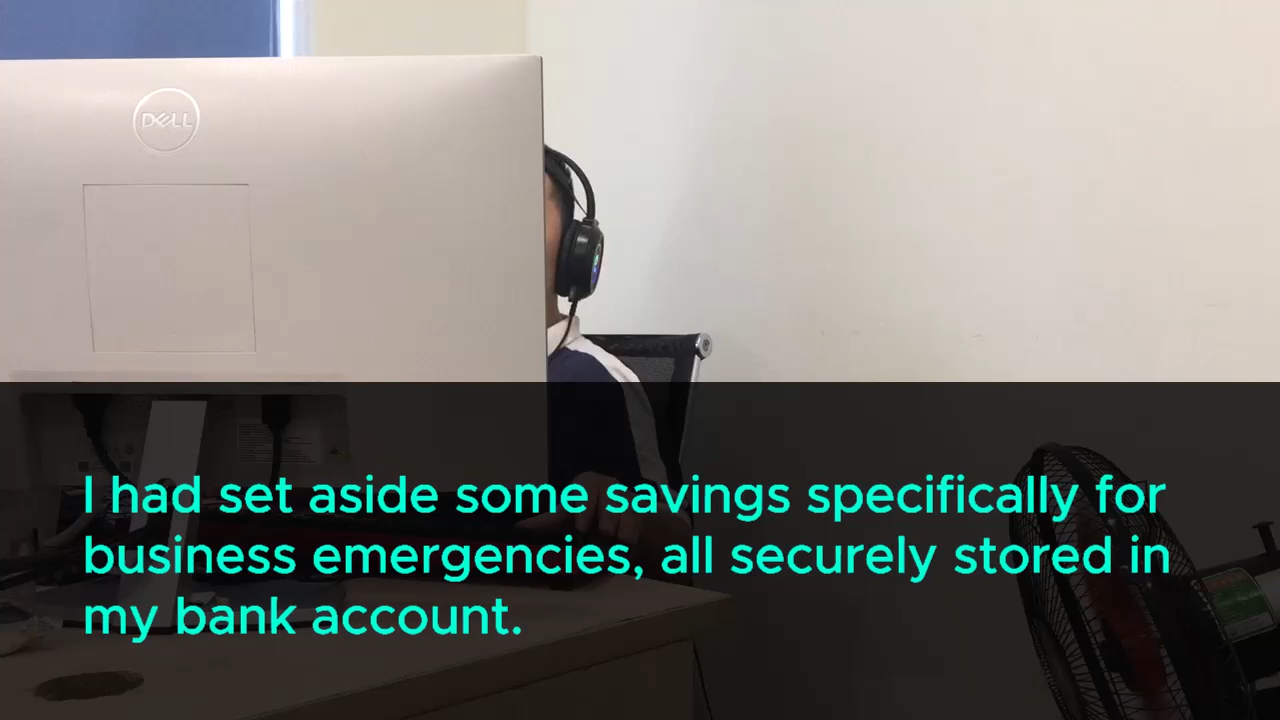 DELL
I had set aside some savings specifically for
business emergencies, all securely stored in
my bank account.